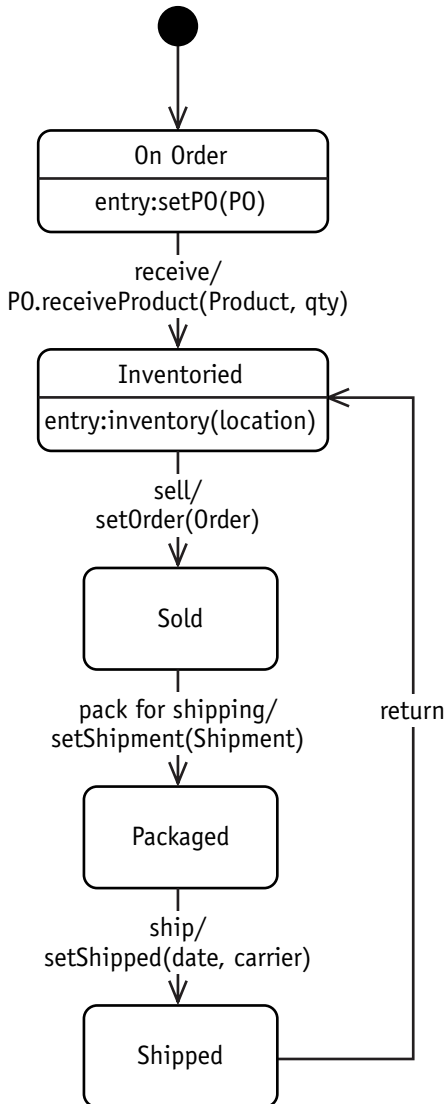 On Order
entry:setPO(PO)
receive/
PO.receiveProduct(Product, qty)
Inventoried
entry:inventory(location)
sell/
setOrder(Order)
Sold
pack for shipping/
setShipment(Shipment)
return
Packaged
ship/
setShipped(date, carrier)
Shipped